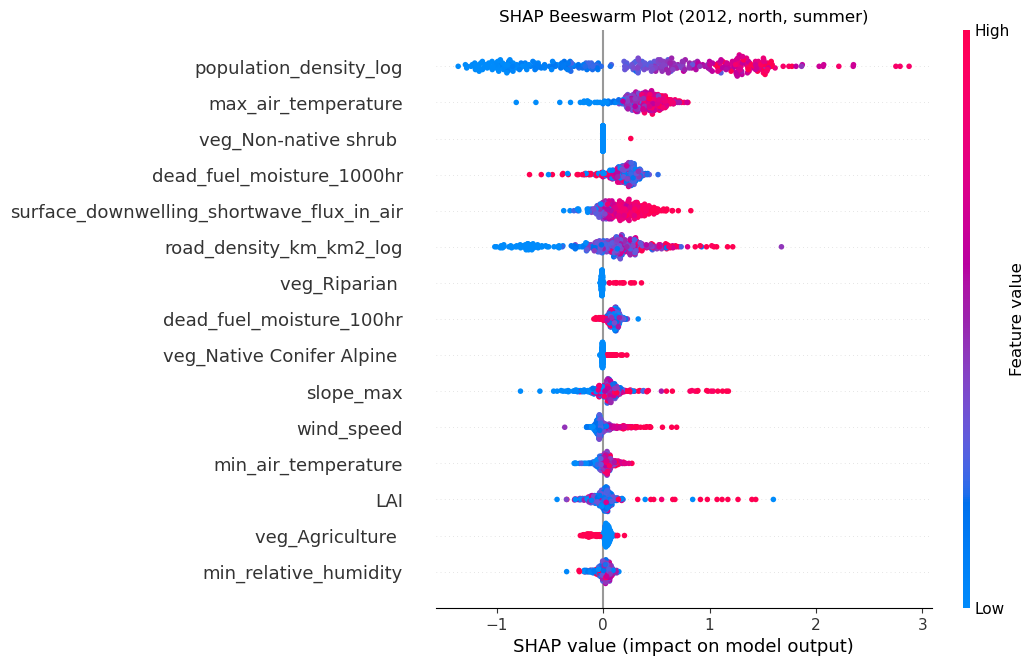 SHAP Beeswarm Plot (2012, north, summer)
High
population_density_log
max_air_temperature
veg_Non-native shrub
dead_fuel_moisture_1000hr
surface_downwelling_shortwave_flux_in_air
road_density_km_km2_log
veg_Riparian
dead_fuel_moisture_100hr
veg_Native Conifer Alpine
slope_max
wind_speed
min_air_temperature
LAI
veg_Agriculture
min_relative_humidity
Feature value
Low
−1 0 1 2 3
SHAP value (impact on model output)